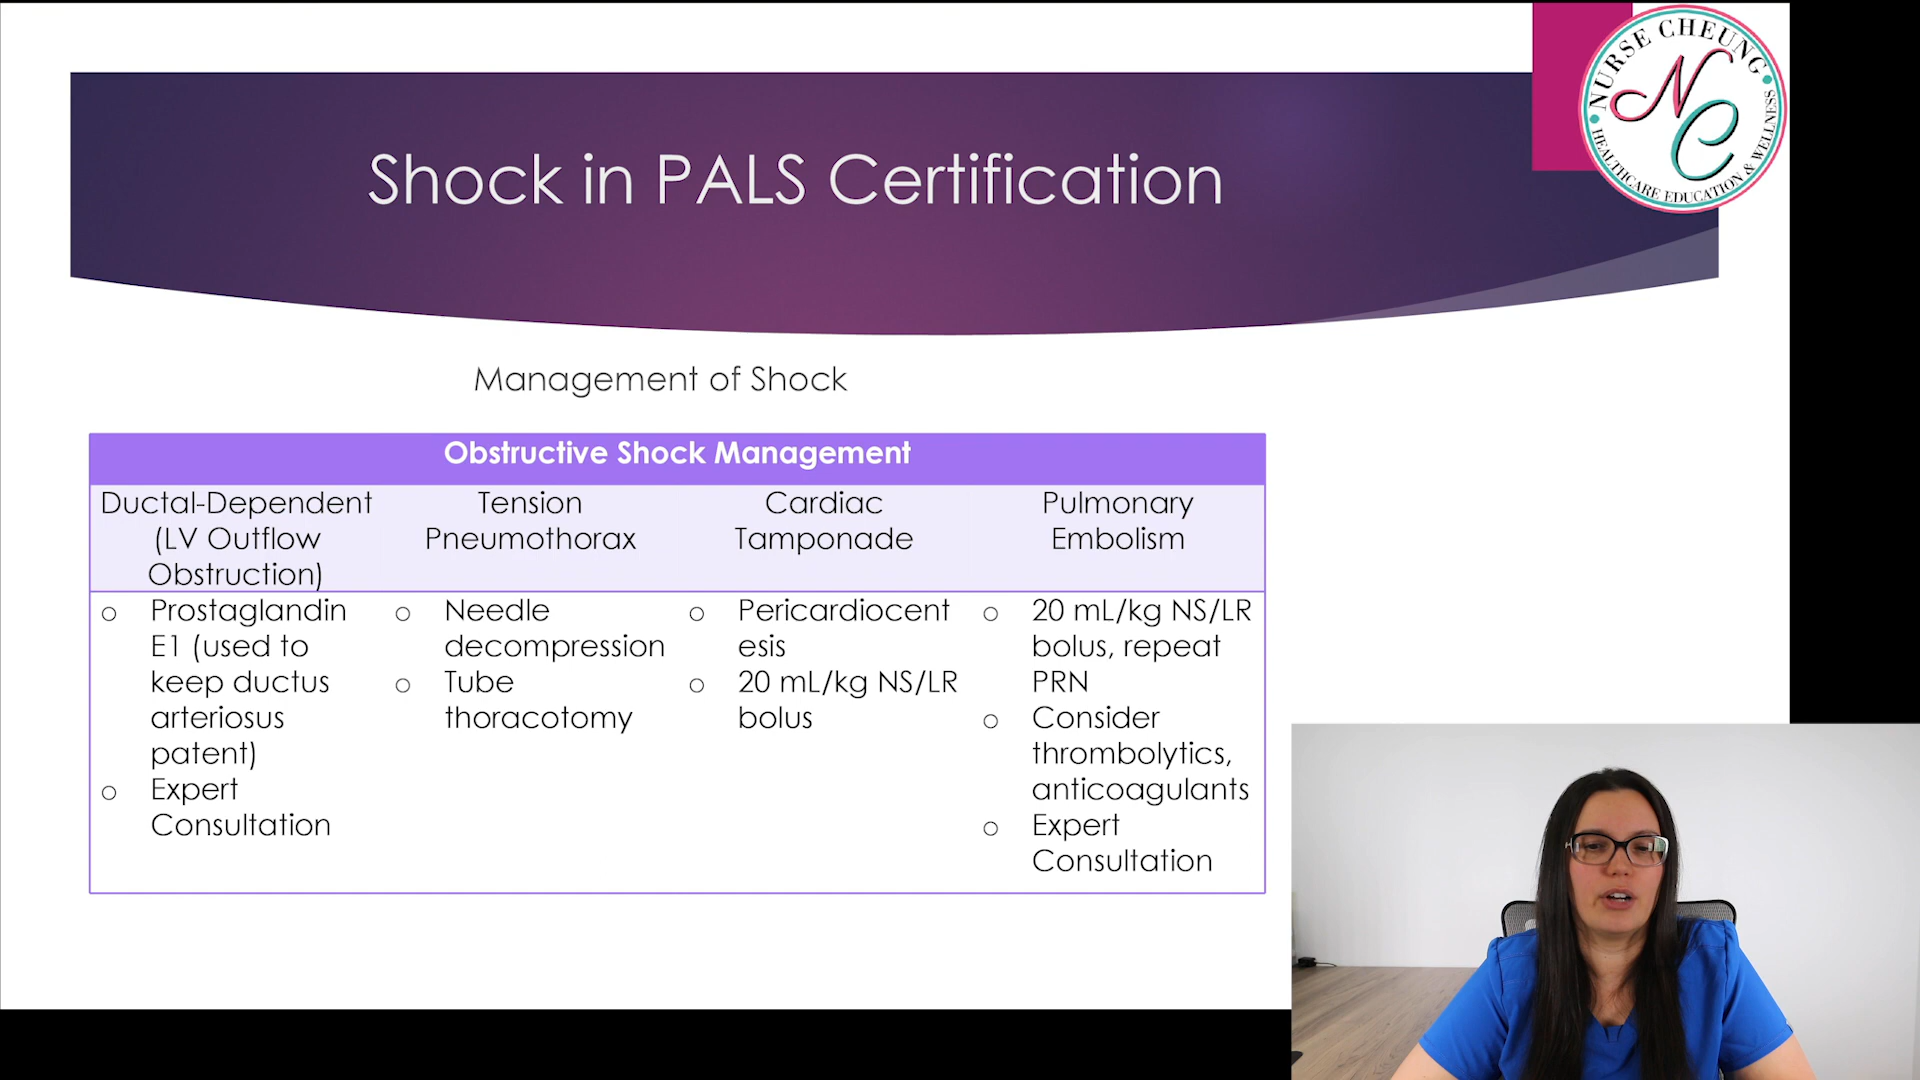 NURSE CHEUNG
NC
HEALTHCARE EDUCATION & WELLNESS
Shock in PALS Certification
Management of Shock
Obstructive Shock Management
Ductal-Dependent
(LV Outflow
Obstruction)
Tension
Pneumothorax
Cardiac
Tamponade
Pulmonary
Embolism
o Prostaglandin
E1 (used to
keep ductus
arteriosus
patent)
o Expert
Consultation
o Needle
decompression
o Tube
thoracotomy
o Pericardiocent
esis
o 20 mL/kg NS/LR
bolus
o 20 mL/kg NS/LR
bolus, repeat
PRN
o Consider
thrombolytics,
anticoagulants
o Expert
Consultation